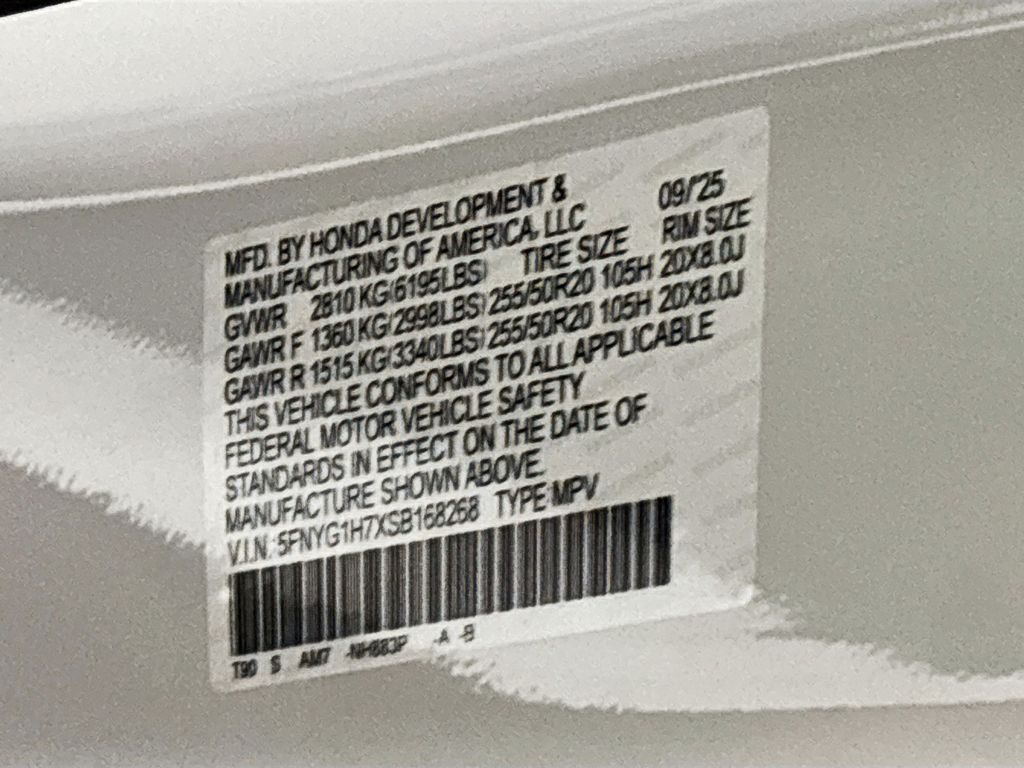 MFD. BY HONDA DEVELOPMENT & 09/'25
MANUFACTURING OF AMERICA, LLC
GVWR 2810 KG(6195LBS) TIRE SIZE RIM SIZE
GAWR F 1360 KG(2998LBS) 255/50R20 105H 20X8.0J
GAWR R 1515 KG(3340LBS) 255/50R20 105H 20X8.0J
THIS VEHICLE CONFORMS TO ALL APPLICABLE
FEDERAL MOTOR VEHICLE SAFETY
STANDARDS IN EFFECT ON THE DATE OF
MANUFACTURE SHOWN ABOVE.
V.I.N. 5FNYG1H7XSB168268 TYPE MPV
T90 S AM7 -NH883P -A -B